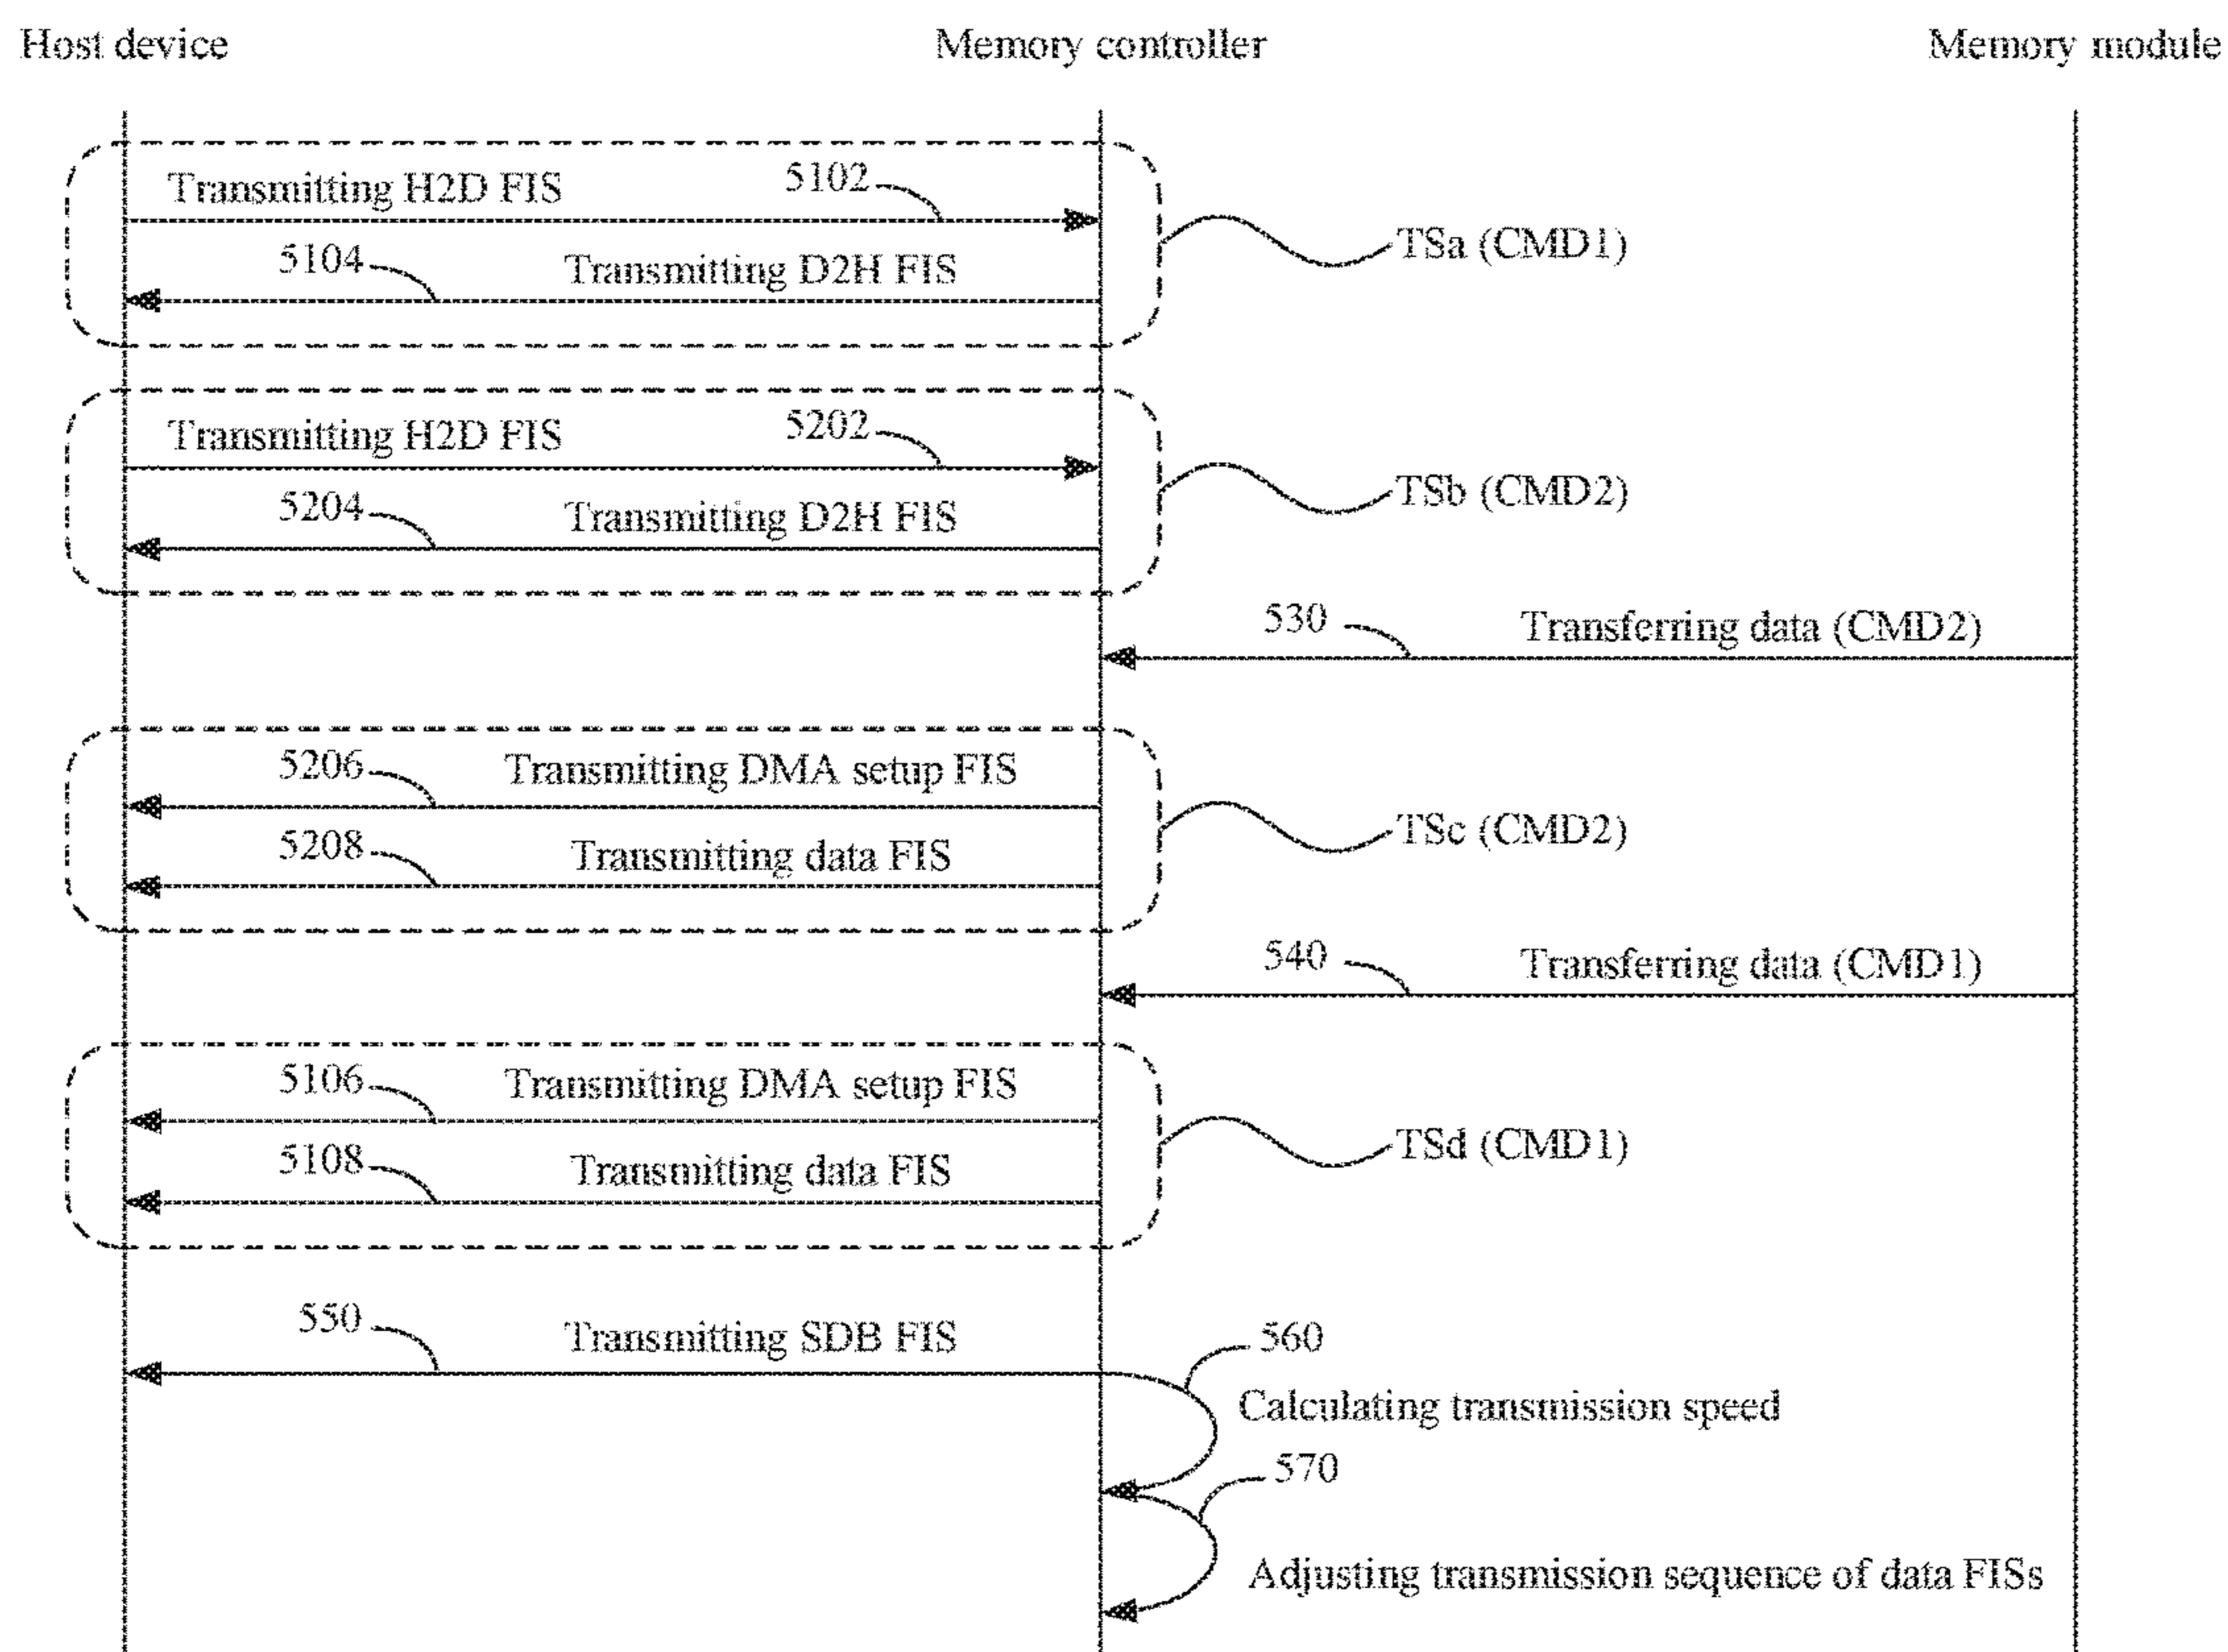 Host device Memory controller Memory module
Transmitting H2D FIS 5102
TSa (CMD1)
5104 Transmitting D2H FIS
Transmitting H2D FIS 5202
TSb (CMD2)
5204 Transmitting D2H FIS
530 Transferring data (CMD2)
5206 Transmitting DMA setup FIS
TSc (CMD2)
5208 Transmitting data FIS
540 Transferring data (CMD1)
5106 Transmitting DMA setup FIS
TSd (CMD1)
5108 Transmitting data FIS
550 Transmitting SDB FIS 560
Calculating transmission speed
570
Adjusting transmission sequence of data FISs